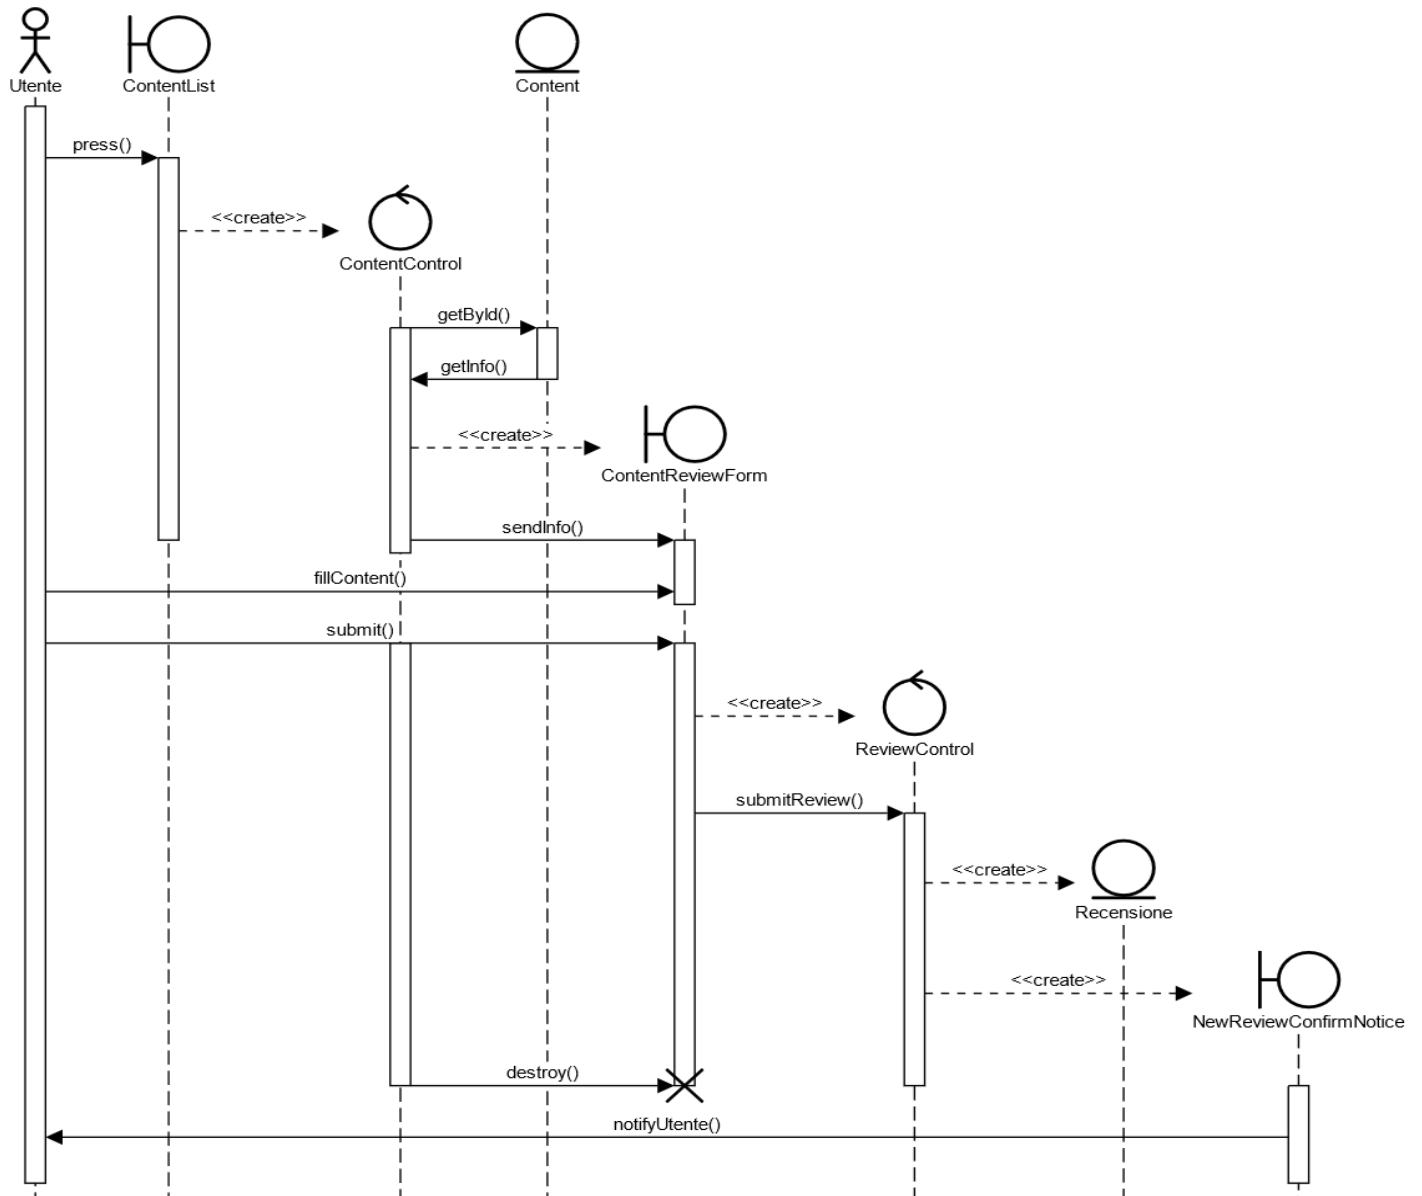 Utente
ContentList
Content
press()
<<create>>
ContentControl
getById()
getInfo()
<<create>>
ContentReviewForm
sendInfo()
fillContent()
submit()
<<create>>
ReviewControl
submitReview()
<<create>>
Recensione
<<create>>
NewReviewConfirmNotice
destroy()
notifyUtente()